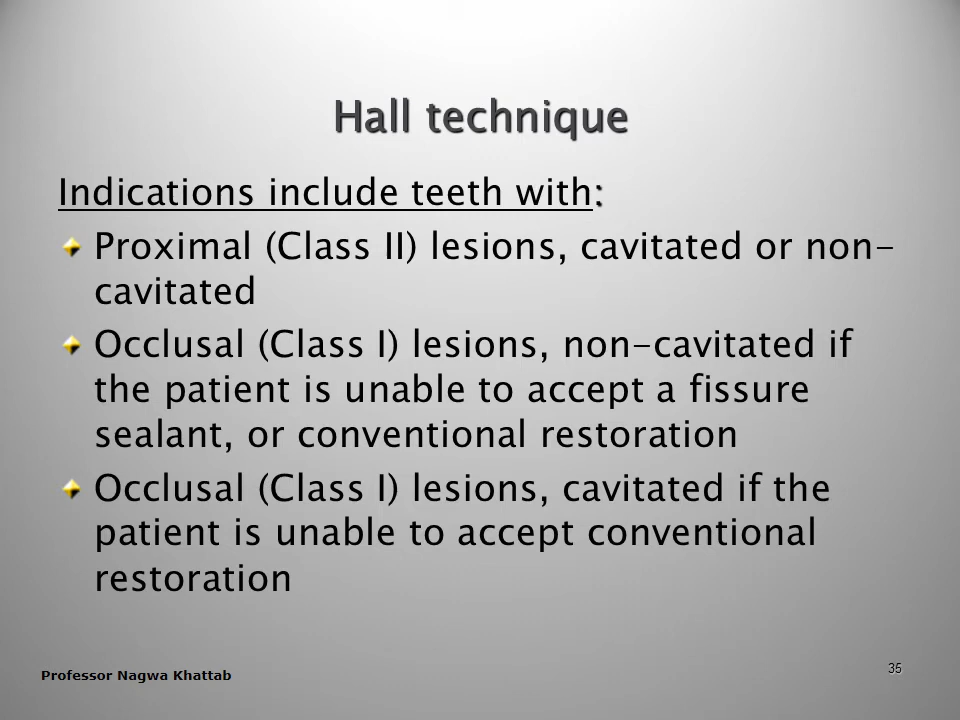 Hall technique
Indications include teeth with:
Proximal (Class II) lesions, cavitated or non-
cavitated
Occlusal (Class I) lesions, non-cavitated if
the patient is unable to accept a fissure
sealant, or conventional restoration
Occlusal (Class I) lesions, cavitated if the
patient is unable to accept conventional
restoration
Professor Nagwa Khattab
35